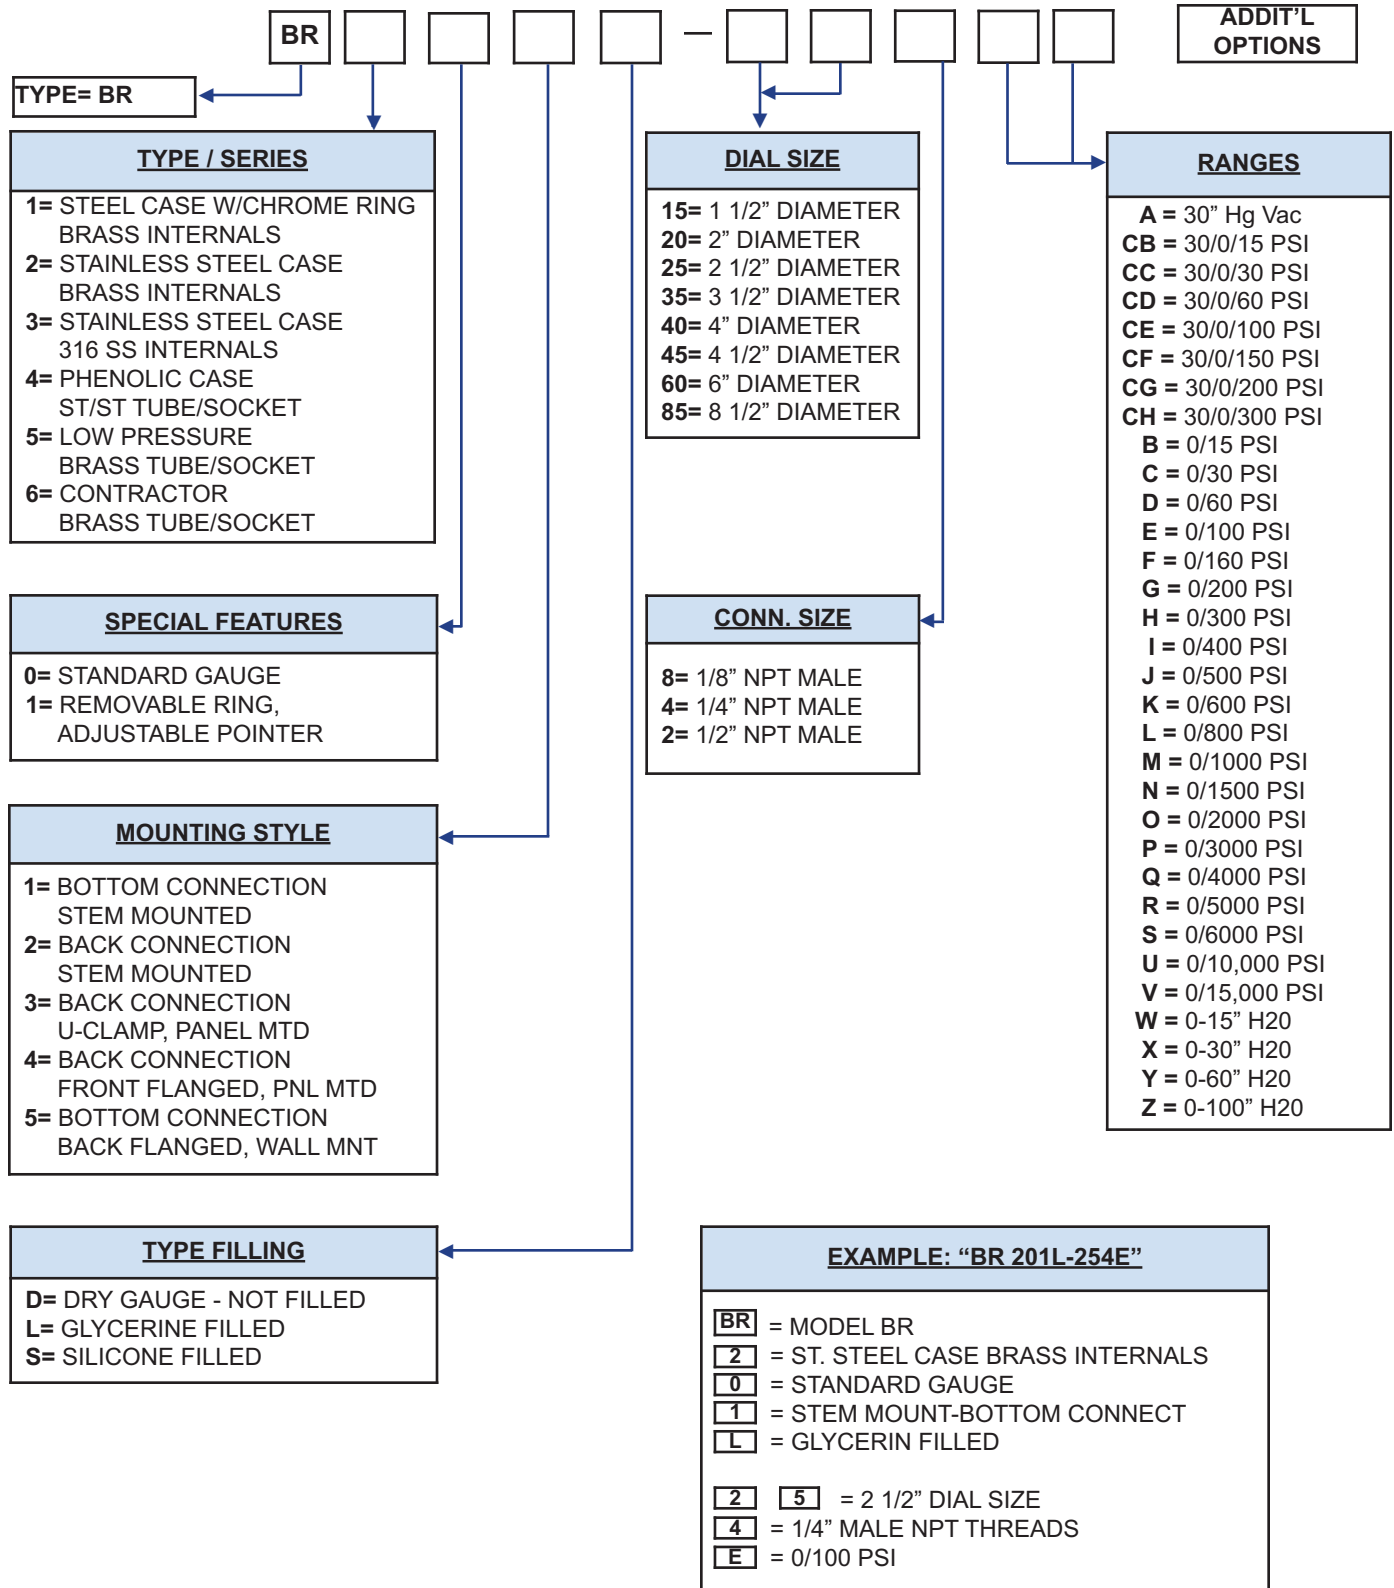 BR
—
ADDIT'L
OPTIONS
TYPE= BR
TYPE / SERIES
1= STEEL CASE W/CHROME RING
BRASS INTERNALS
2= STAINLESS STEEL CASE
BRASS INTERNALS
3= STAINLESS STEEL CASE
316 SS INTERNALS
4= PHENOLIC CASE
ST/ST TUBE/SOCKET
5= LOW PRESSURE
BRASS TUBE/SOCKET
6= CONTRACTOR
BRASS TUBE/SOCKET
SPECIAL FEATURES
0= STANDARD GAUGE
1= REMOVABLE RING,
ADJUSTABLE POINTER
MOUNTING STYLE
1= BOTTOM CONNECTION
STEM MOUNTED
2= BACK CONNECTION
STEM MOUNTED
3= BACK CONNECTION
U-CLAMP, PANEL MTD
4= BACK CONNECTION
FRONT FLANGED, PNL MTD
5= BOTTOM CONNECTION
BACK FLANGED, WALL MNT
TYPE FILLING
D= DRY GAUGE - NOT FILLED
L= GLYCERINE FILLED
S= SILICONE FILLED
DIAL SIZE
15= 1 1/2” DIAMETER
20= 2” DIAMETER
25= 2 1/2” DIAMETER
35= 3 1/2” DIAMETER
40= 4” DIAMETER
45= 4 1/2” DIAMETER
60= 6” DIAMETER
85= 8 1/2” DIAMETER
CONN. SIZE
8= 1/8” NPT MALE
4= 1/4” NPT MALE
2= 1/2” NPT MALE
RANGES
A = 30” Hg Vac
CB = 30/0/15 PSI
CC = 30/0/30 PSI
CD = 30/0/60 PSI
CE = 30/0/100 PSI
CF = 30/0/150 PSI
CG = 30/0/200 PSI
CH = 30/0/300 PSI
B = 0/15 PSI
C = 0/30 PSI
D = 0/60 PSI
E = 0/100 PSI
F = 0/160 PSI
G = 0/200 PSI
H = 0/300 PSI
I = 0/400 PSI
J = 0/500 PSI
K = 0/600 PSI
L = 0/800 PSI
M = 0/1000 PSI
N = 0/1500 PSI
O = 0/2000 PSI
P = 0/3000 PSI
Q = 0/4000 PSI
R = 0/5000 PSI
S = 0/6000 PSI
U = 0/10,000 PSI
V = 0/15,000 PSI
W = 0-15” H20
X = 0-30” H20
Y = 0-60” H20
Z = 0-100” H20
EXAMPLE: “BR 201L-254E”
BR = MODEL BR
2 = ST. STEEL CASE BRASS INTERNALS
0 = STANDARD GAUGE
1 = STEM MOUNT-BOTTOM CONNECT
L = GLYCERIN FILLED
2 5 = 2 1/2” DIAL SIZE
4 = 1/4” MALE NPT THREADS
E = 0/100 PSI